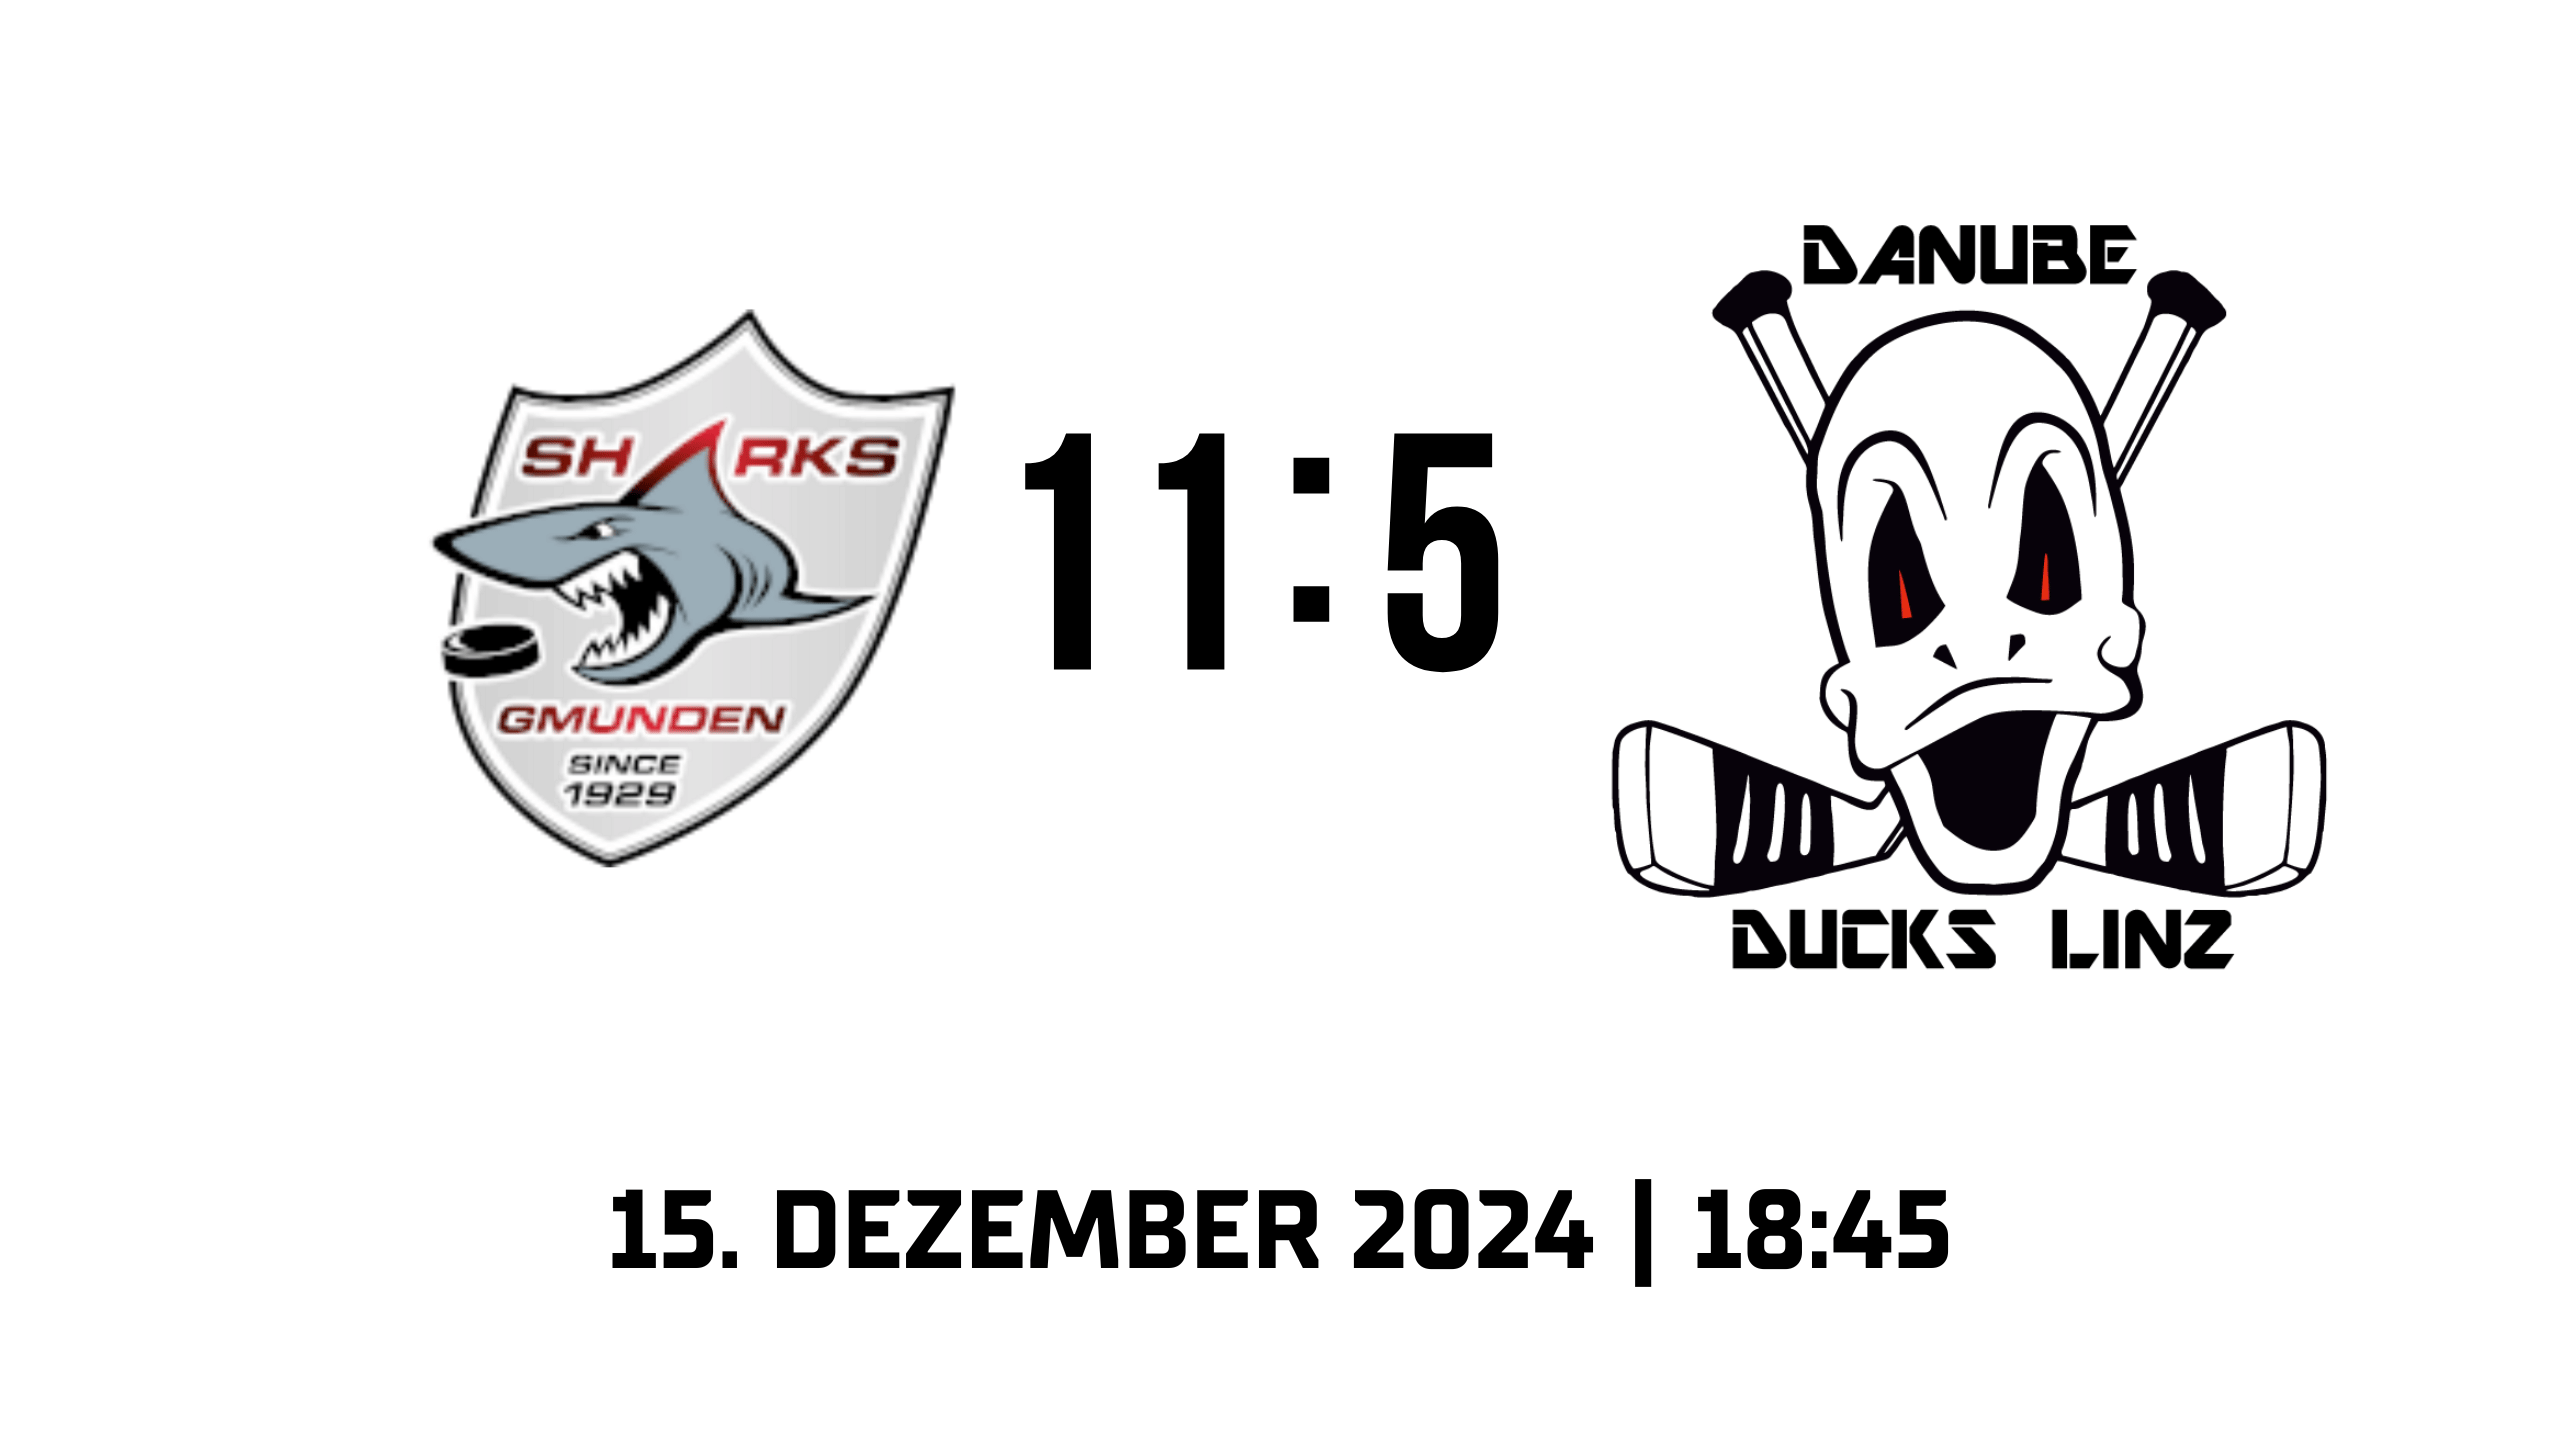 SHARKS
GMUNDEN
SINCE
1929
11:5
DANUBE
DUCKS LINZ
15. DEZEMBER 2024 | 18:45